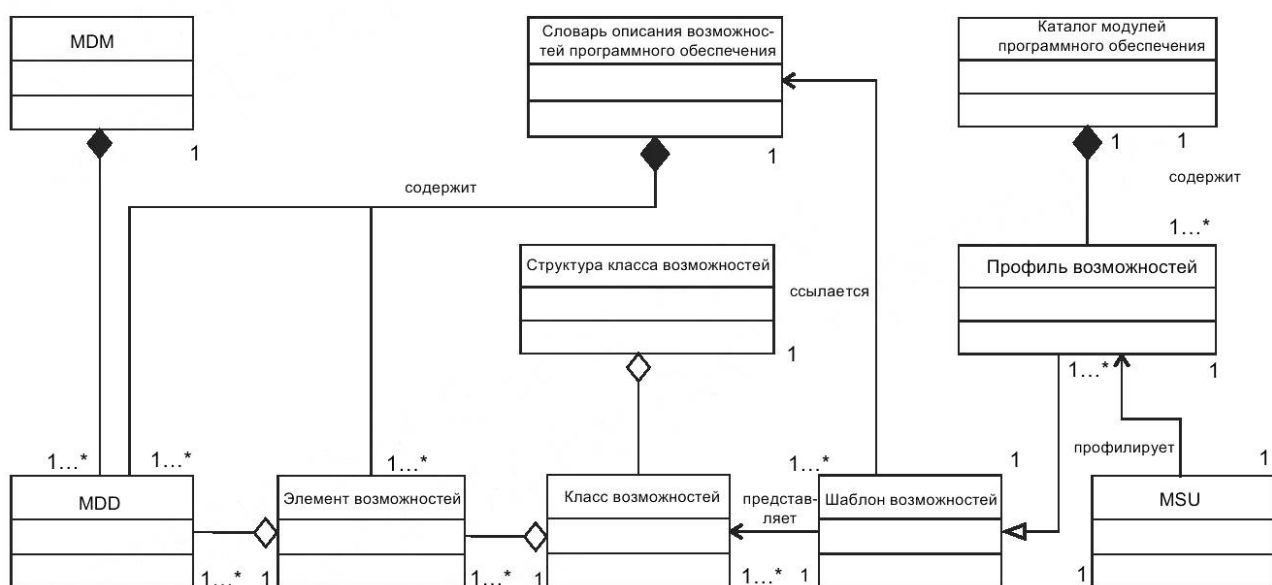 MDM
Словарь описания возможнос-
тей программного обеспечения
Каталог модулей
программного обеспечения
1
1
1
1
содержит
содержит
1...*
Структура класса возможностей
Профиль возможностей
ссылается
1
1...*
1
профилирует
1...*
1...*
1...*
1...*
1
1
MDD
Элемент возможностей
Класс возможностей
представ-
ляет
Шаблон возможностей
MSU
1...*
1
1...*
1
1...*
1
1